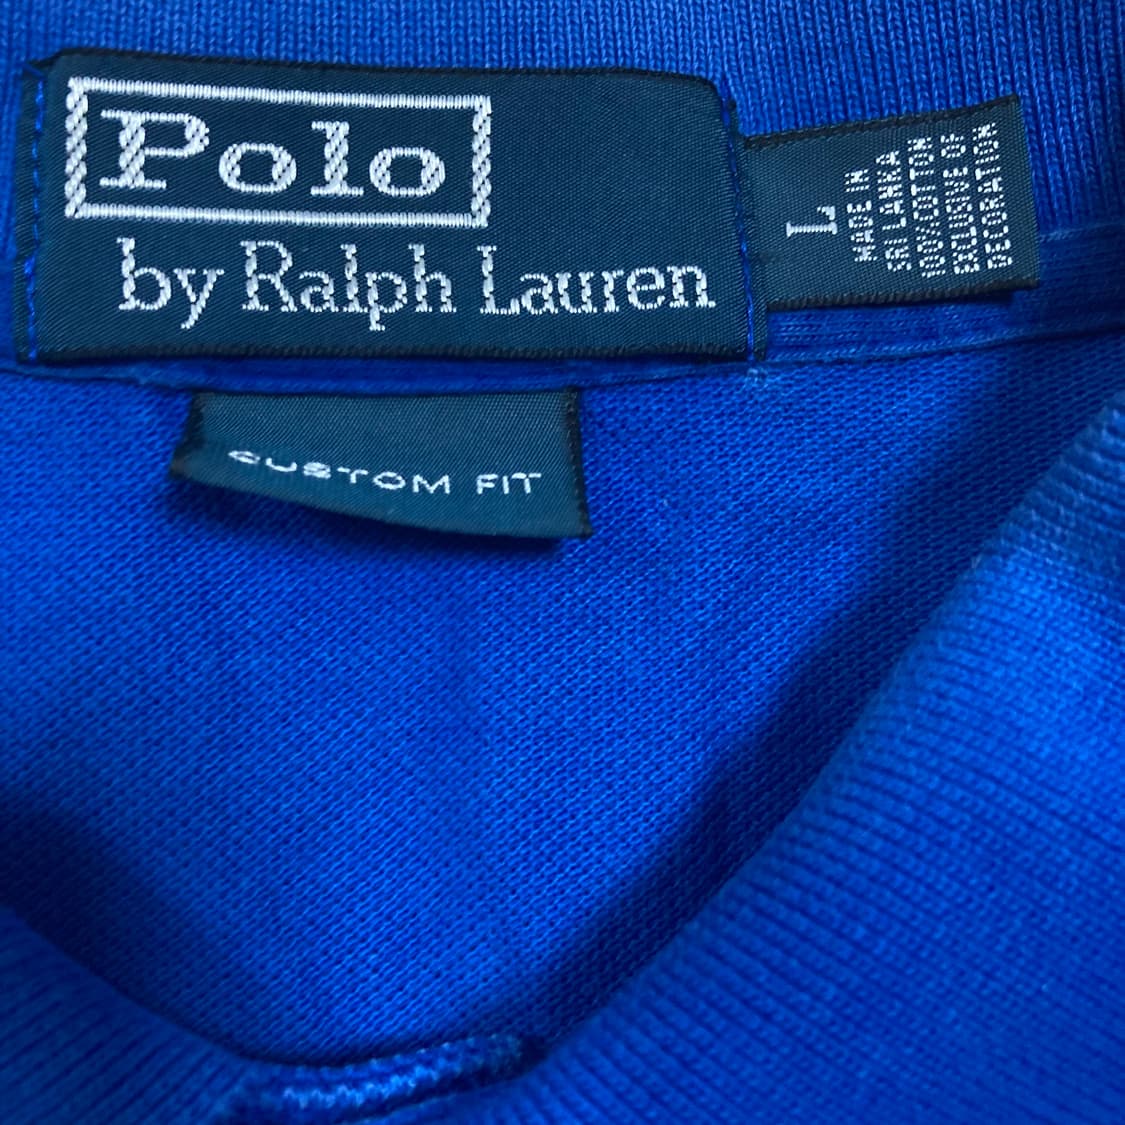 Polo
by Ralph Lauren
L
MADE IN
SRI LANKA
100% COTTON
EXCLUSIVE OF
DECORATION
CUSTOM FIT